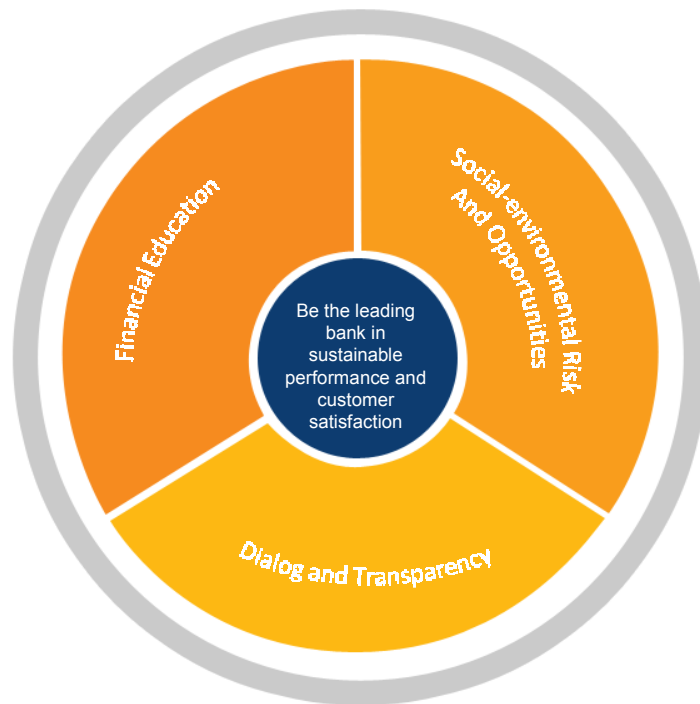 Financial Education
Social-environmental Risk
And Opportunities
Be the leading
bank in
sustainable
performance and
customer
satisfaction
Dialog and Transparency